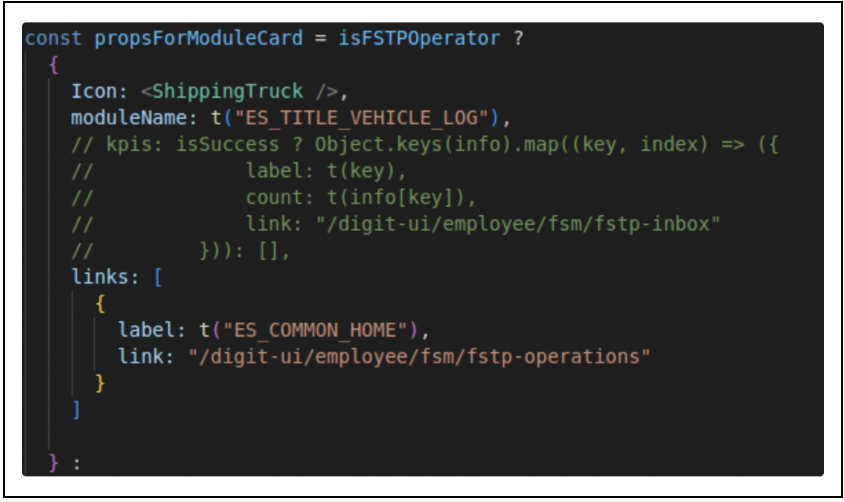 const propsForModuleCard = isFSTPOperator ?
  {
    Icon: <ShippingTruck />,
    moduleName: t("ES_TITLE_VEHICLE_LOG"),
    // kpis: isSuccess ? Object.keys(info).map((key, index) => ({
    //             label: t(key),
    //             count: t(info[key]),
    //             link: "/digit-ui/employee/fsm/fstp-inbox"
    //         })): [],
    links: [
      {
        label: t("ES_COMMON_HOME"),
        link: "/digit-ui/employee/fsm/fstp-operations"
      }
    ]

  } :